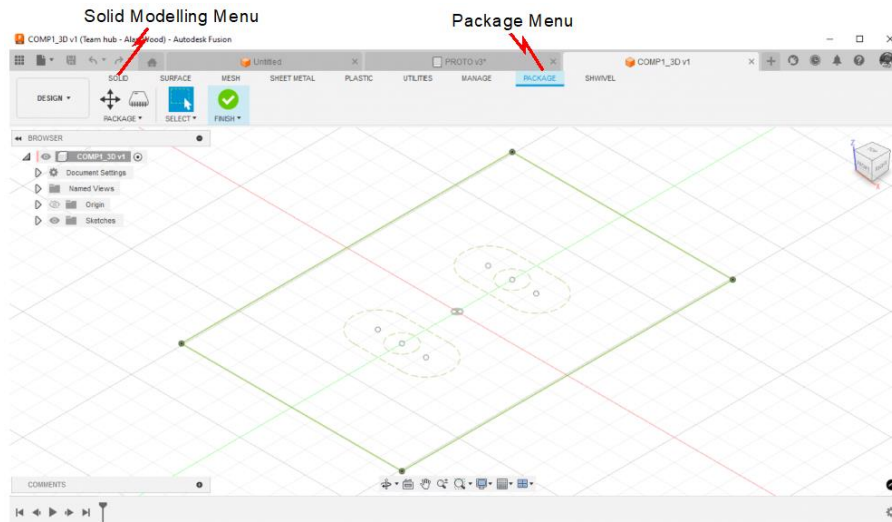 Solid Modelling Menu
Package Menu
COMP1_3D v1 (Team hub - Alan Wood) - Autodesk Fusion
Untitled
PROTO v3*
COMP1_3D v1
SOLID SURFACE MESH SHEET METAL PLASTIC UTILITIES MANAGE PACKAGE SHWIVEL
DESIGN
PACKAGE SELECT FINISH
BROWSER
COMP1_3D v1
Document Settings
Named Views
Origin
Sketches
COMMENTS